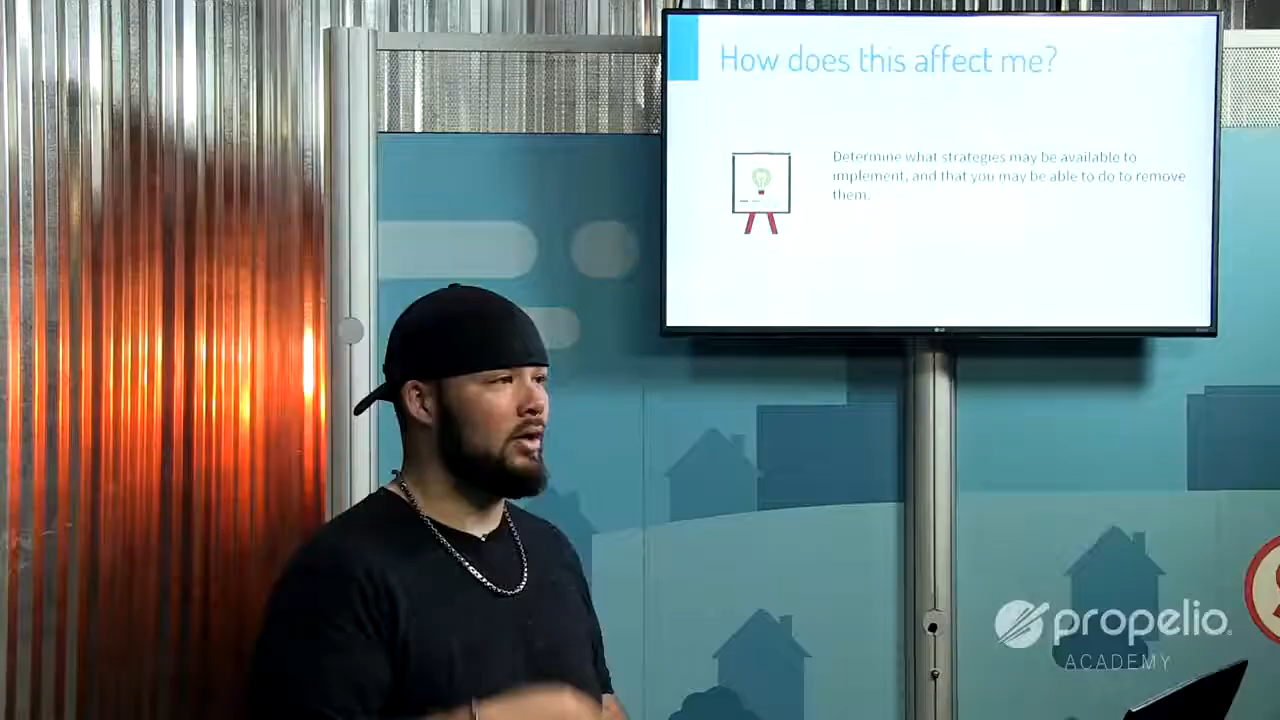 How does this affect me?
Determine what strategies may be available to
implement, and that you may be able to do to remove
them.
LG
propelio
ACADEMY